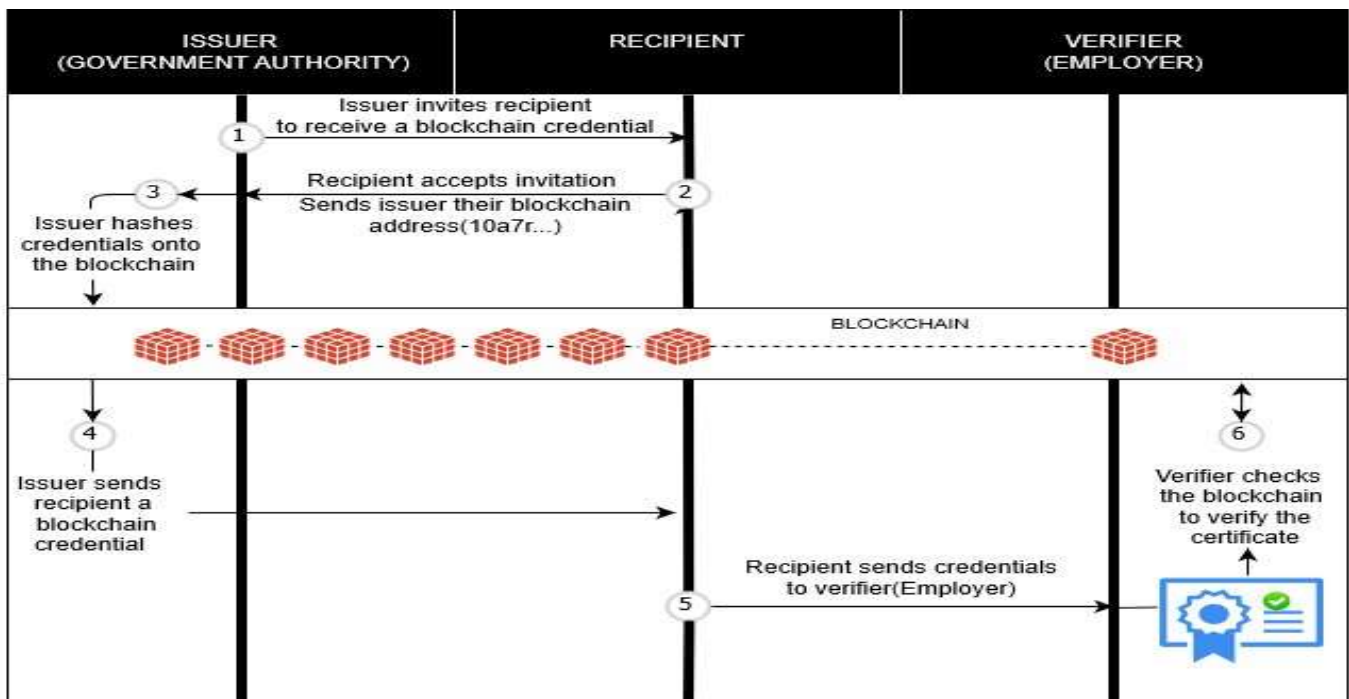 ISSUER
(GOVERNMENT AUTHORITY)
RECIPIENT
VERIFIER
(EMPLOYER)
Issuer invites recipient
to receive a blockchain credential
1
Recipient accepts invitation
2
3
Sends issuer their blockchain
address(10a7r...)
Issuer hashes
credentials onto
the blockchain
BLOCKCHAIN
4
6
Issuer sends
recipient a
blockchain
credential
Verifier checks
the blockchain
to verify the
certificate
Recipient sends credentials
to verifier(Employer)
5